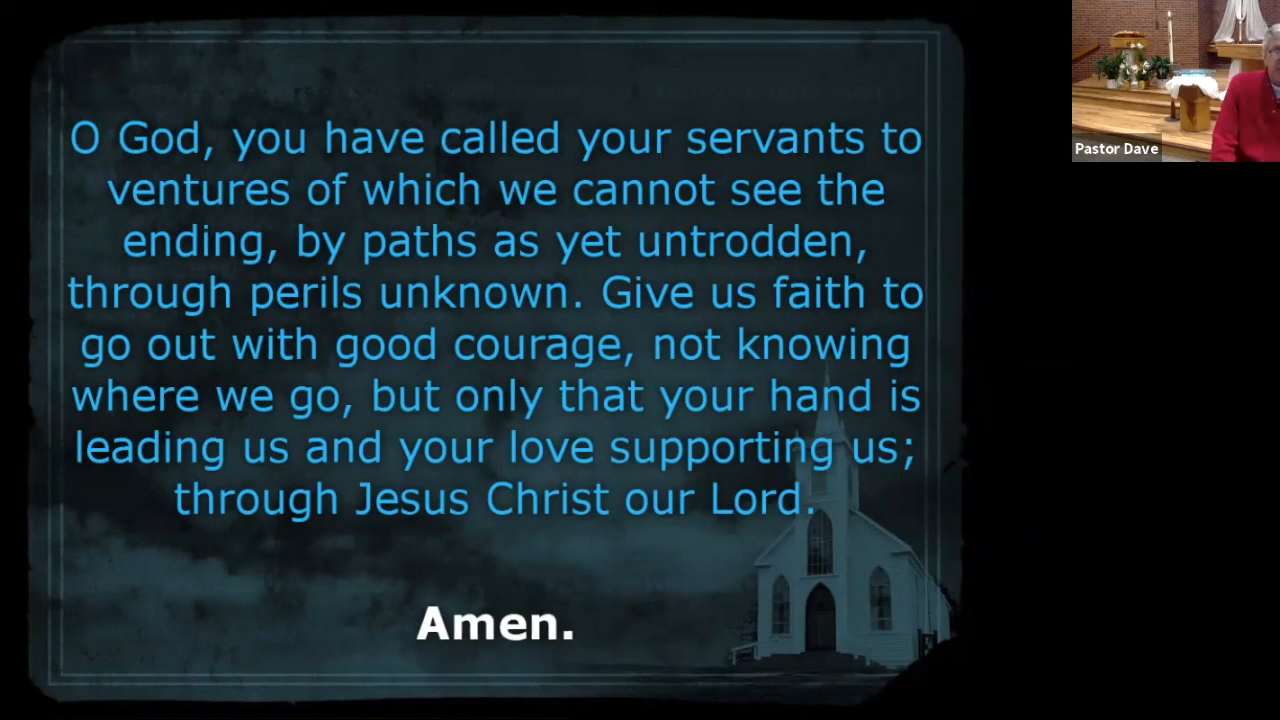 O God, you have called your servants to
ventures of which we cannot see the
ending, by paths as yet untrodden,
through perils unknown. Give us faith to
go out with good courage, not knowing
where we go, but only that your hand is
leading us and your love supporting us;
through Jesus Christ our Lord.
Amen.
Pastor Dave